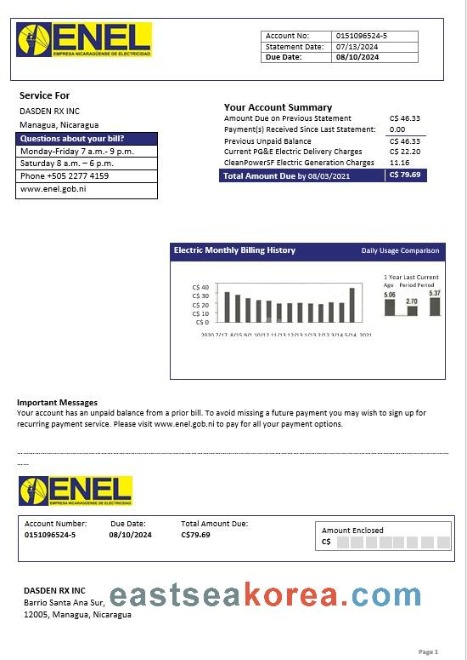 ENEL
EMPRESA NICARAGÜENSE DE ELECTRICIDAD
Account No: 0151096524-5
Statement Date: 07/13/2024
Due Date: 08/10/2024
Service For
DASDEN RX INC
Managua, Nicaragua
Questions about your bill?
Monday-Friday 7 a.m.- 9 p.m.
Saturday 8 a.m. – 6 p.m.
Phone +505 2277 4159
www.enel.gob.ni
Your Account Summary
Amount Due on Previous Statement C$ 46.33
Payment(s) Received Since Last Statement: 0.00
Previous Unpaid Balance C$ 46.33
Current PG&E Electric Delivery Charges C$ 22.20
CleanPowerSF Electric Generation Charges 11.16
Total Amount Due by 08/03/2021 C$ 79.69
Electric Monthly Billing History Daily Usage Comparison
1 Year Last Current
Ago Period Period
C$ 40
C$ 30
C$ 20
C$ 10
C$ 0
5.06 2.70 5.37
Important Messages
Your account has an unpaid balance from a prior bill. To avoid missing a future payment you may wish to sign up for
recurring payment service. Please visit www.enel.gob.ni to pay for all your payment options.
ENEL
EMPRESA NICARAGÜENSE DE ELECTRICIDAD
Account Number: Due Date: Total Amount Due:
0151096524-5 08/10/2024 C$79.69
Amount Enclosed
C$
DASDEN RX INC
Barrio Santa Ana Sur,
12005, Managua, Nicaragua
eastseakorea.com
Page 1